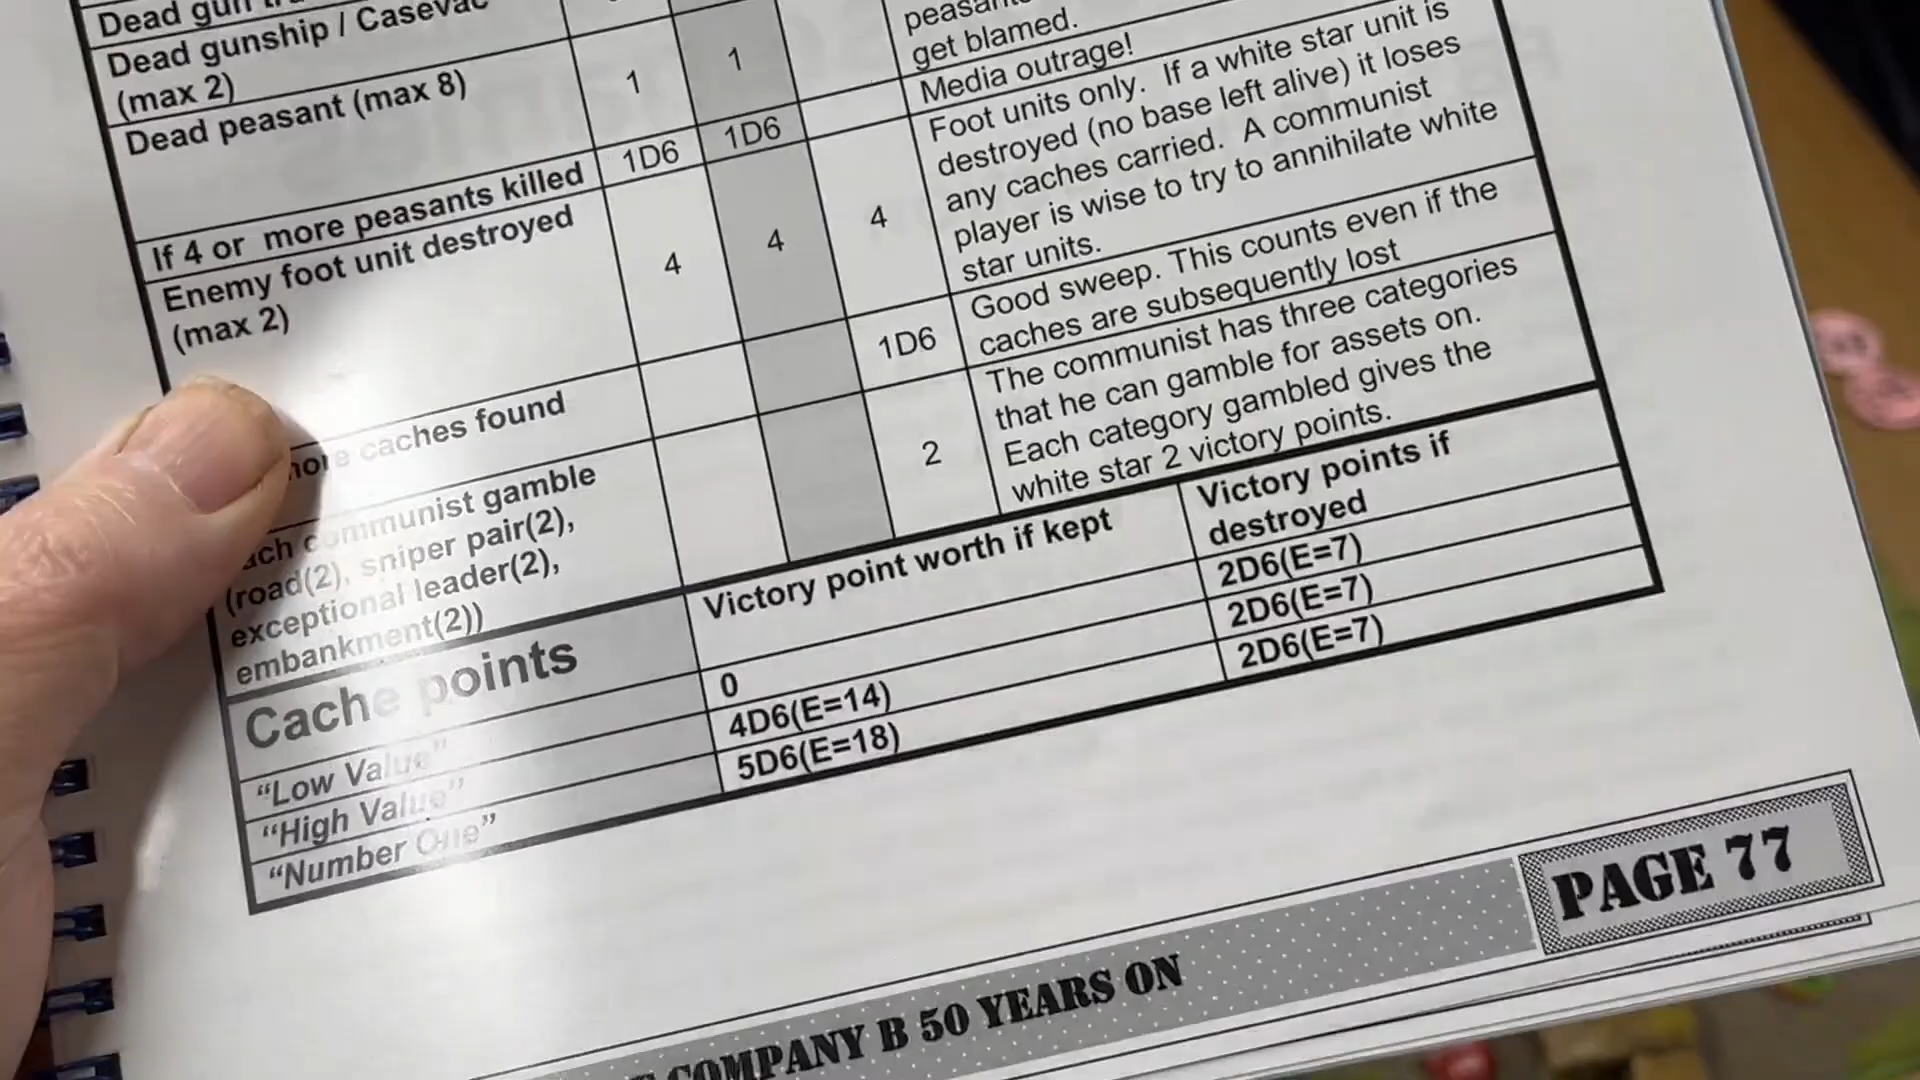 Dead gun
Dead gunship / Casevac
(max 2)
Dead peasant (max 8)
1
1
get blamed.
Media outrage!
If 4 or more peasants killed
1D6
1D6
Enemy foot unit destroyed
(max 2)
4
4
4
Foot units only. If a white star unit is
destroyed (no base left alive) it loses
any caches carried. A communist
player is wise to try to annihilate white
star units.
caches found
1D6
Good sweep. This counts even if the
caches are subsequently lost
communist gamble
(road(2), sniper pair(2),
exceptional leader(2),
embankment(2))
2
The communist has three categories
that he can gamble for assets on.
Each category gambled gives the
white star 2 victory points.
Cache points
Victory point worth if kept
Victory points if
destroyed
“Low Value”
0
2D6(E=7)
“High Value”
4D6(E=14)
2D6(E=7)
“Number One”
5D6(E=18)
2D6(E=7)
PAGE 77
COMPANY B 50 YEARS ON